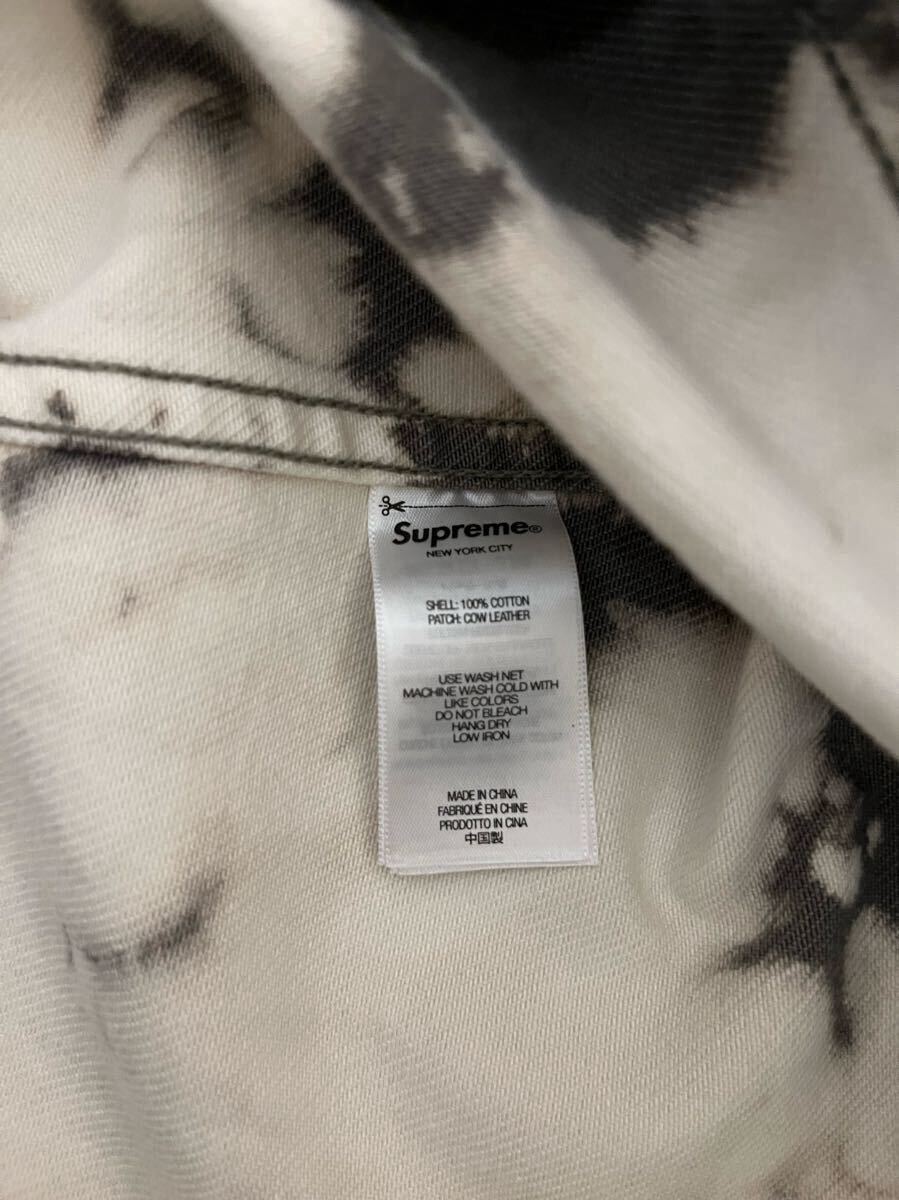 Supreme®
NEW YORK CITY
SHELL: 100% COTTON
PATCH: COW LEATHER
USE WASH NET
MACHINE WASH COLD WITH
LIKE COLORS
DO NOT BLEACH
HANG DRY
LOW IRON
MADE IN CHINA
FABRIQUÉ EN CHINE
PRODOTTO IN CINA
中国製